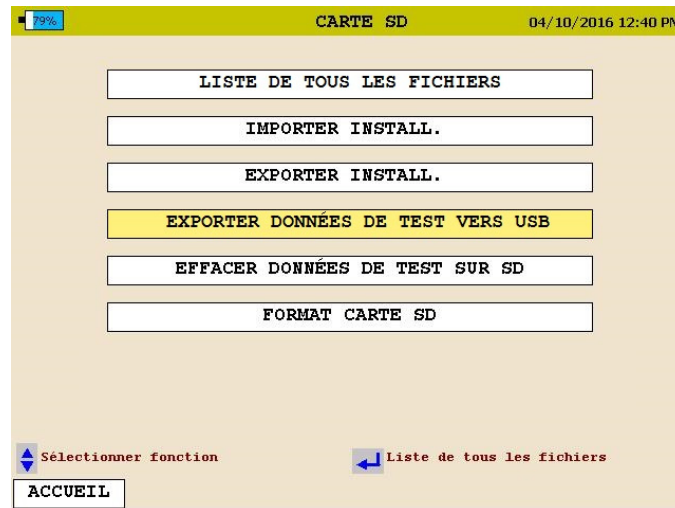 79% CARTE SD 04/10/2016 12:40 PM
LISTE DE TOUS LES FICHIERS
IMPORTER INSTALL.
EXPORTER INSTALL.
EXPORTER DONNÉES DE TEST VERS USB
EFFACER DONNÉES DE TEST SUR SD
FORMAT CARTE SD
Sélectionner fonction Liste de tous les fichiers
ACCUEIL